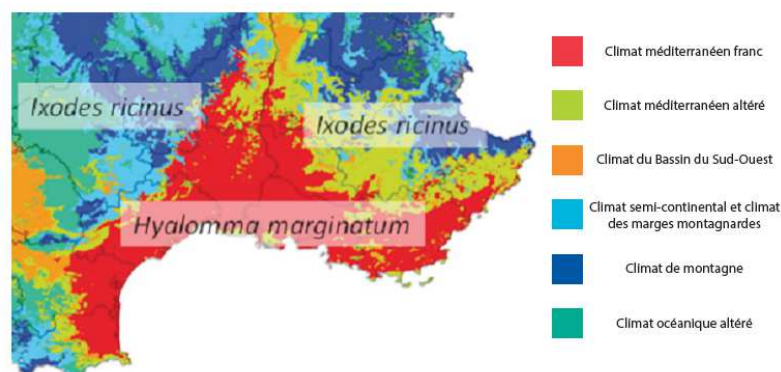 Ixodes ricinus
Ixodes ricinus
Hyalomma marginatum
Climat méditerranéen franc
Climat méditerranéen altéré
Climat du Bassin du Sud-Ouest
Climat semi-continental et climat
des marges montagnardes
Climat de montagne
Climat océanique altéré